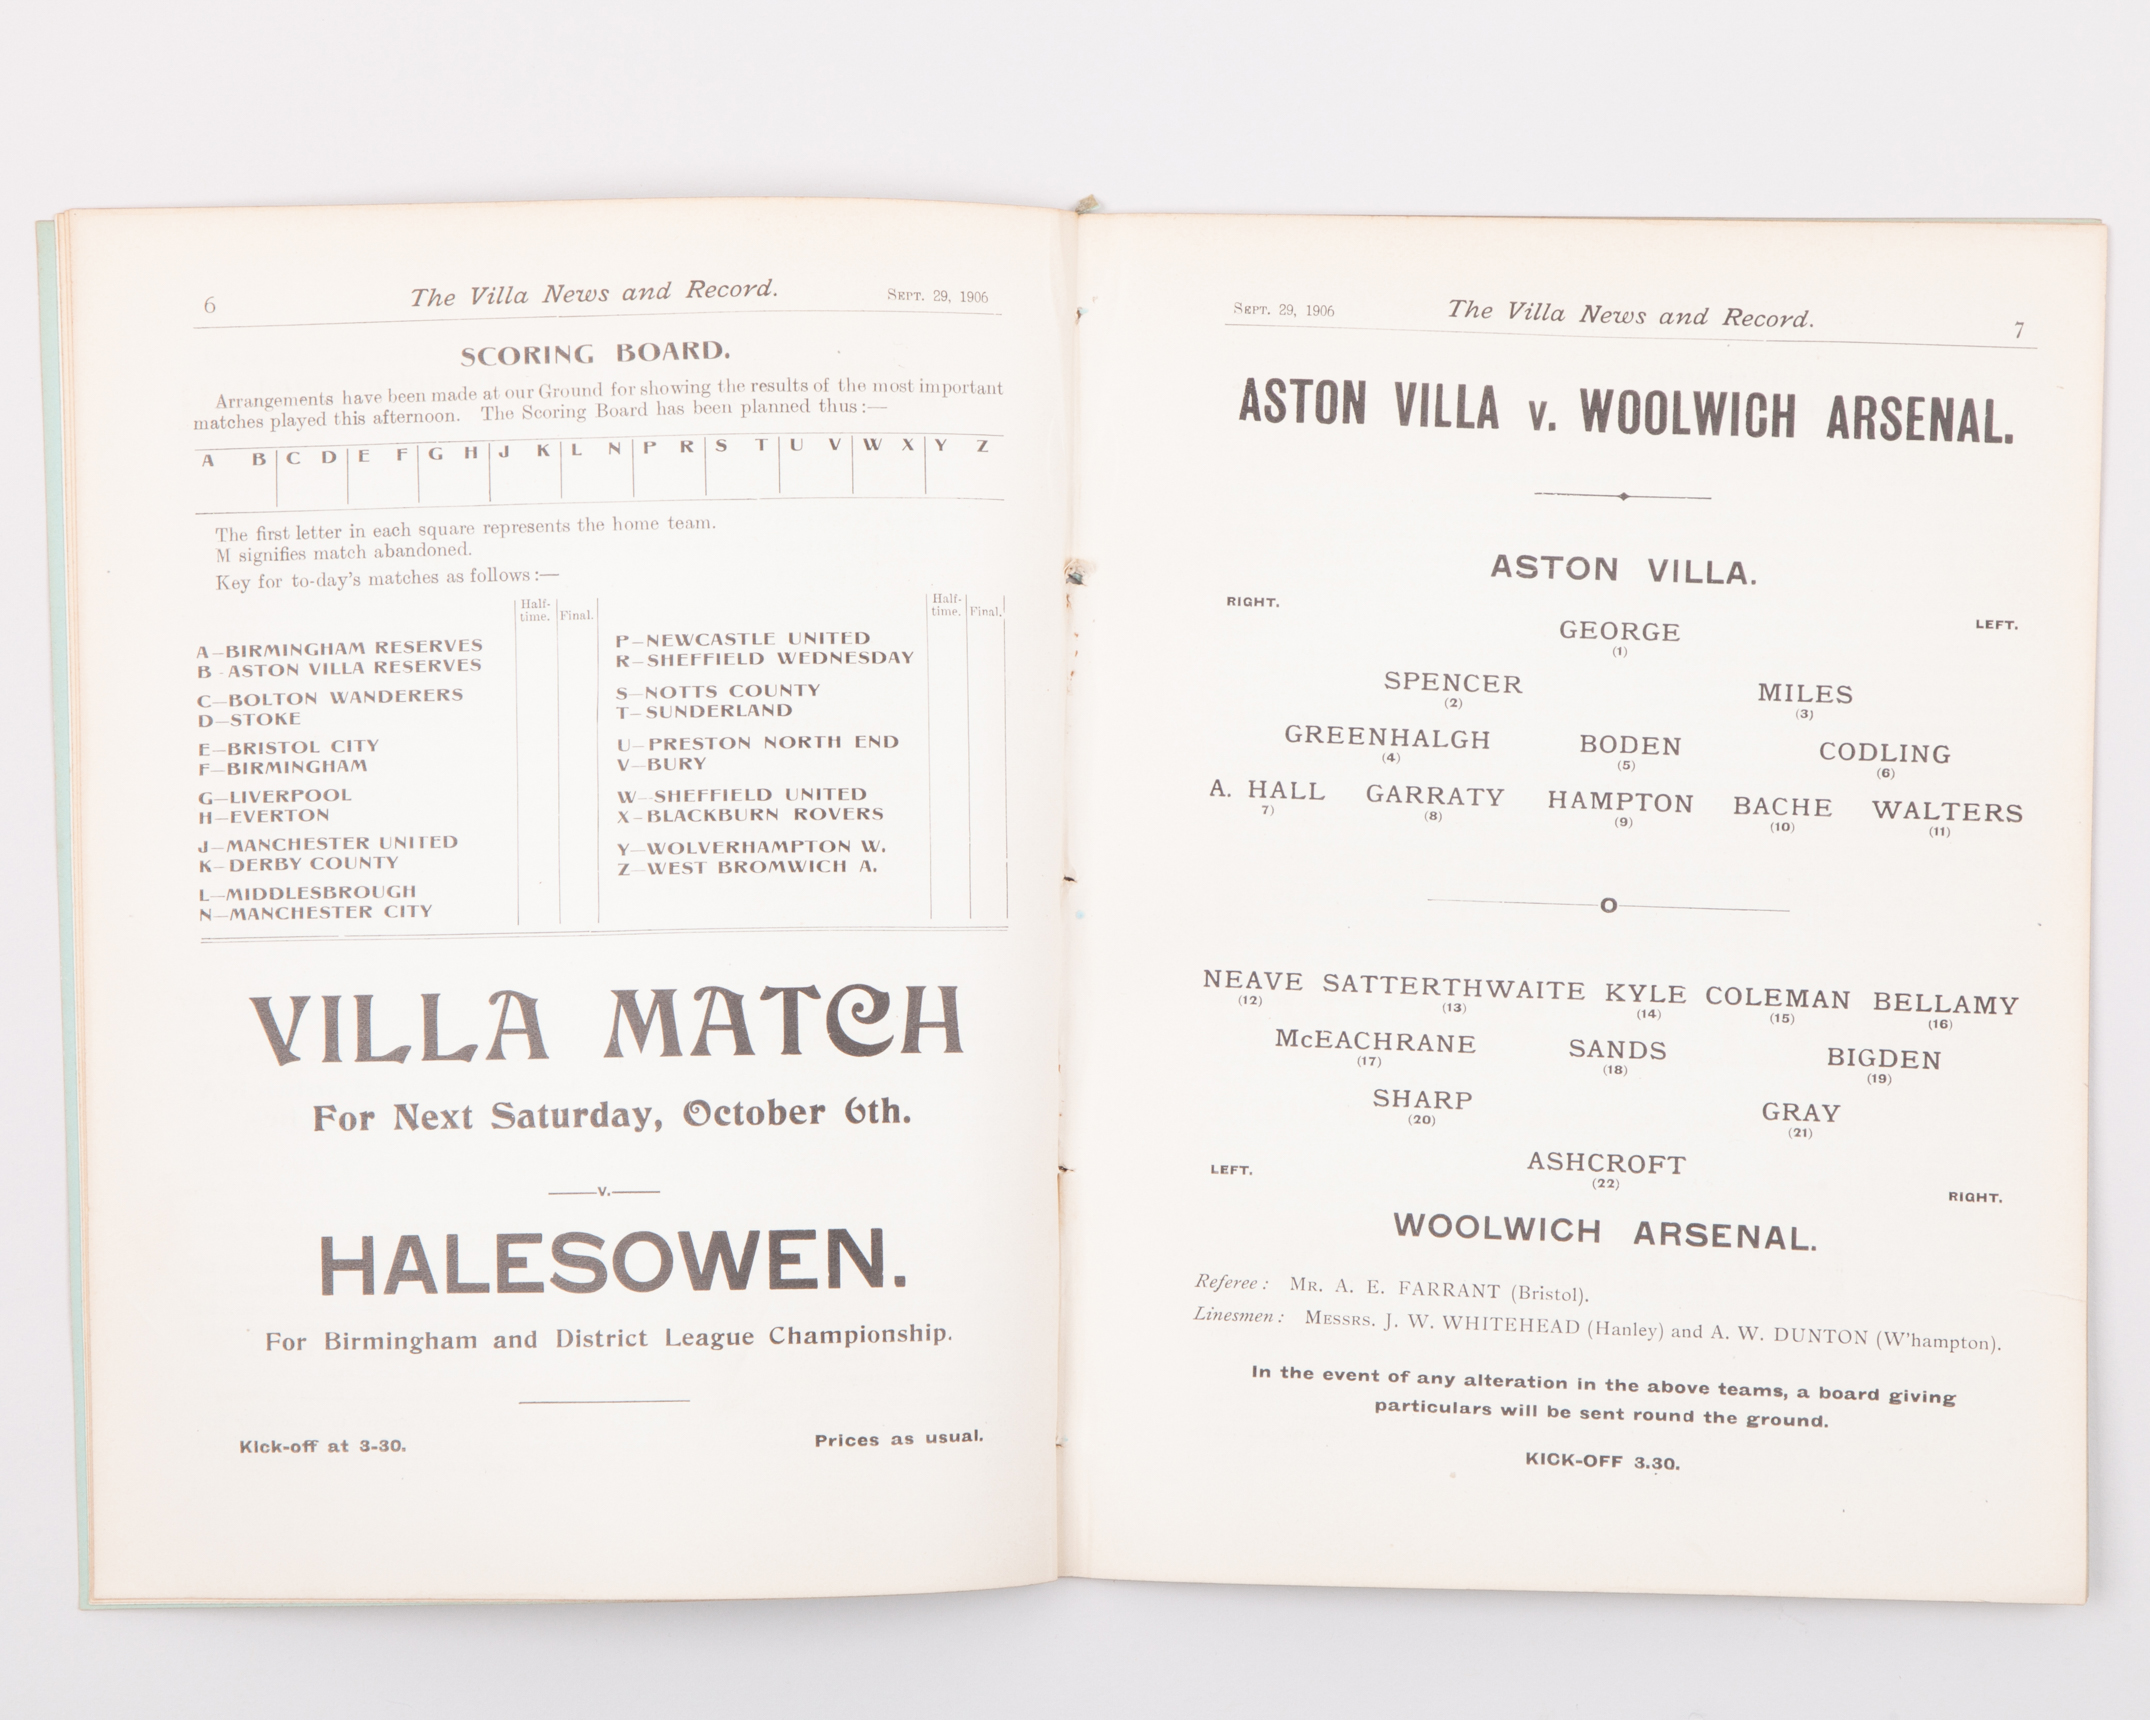 6 The Villa News and Record. SEPT. 29, 1906
SCORING BOARD.
Arrangements have been made at our Ground for showing the results of the most important
matches played this afternoon. The Scoring Board has been planned thus :—
A B C D E F G H J K L N P R S T U V W X Y Z
The first letter in each square represents the home team.
M signifies match abandoned.
Key for to-day's matches as follows :—
Half-time. Final.
A—BIRMINGHAM RESERVES
B - ASTON VILLA RESERVES
C—BOLTON WANDERERS
D—STOKE
E—BRISTOL CITY
F—BIRMINGHAM
G—LIVERPOOL
H—EVERTON
J—MANCHESTER UNITED
K—DERBY COUNTY
L—MIDDLESBROUGH
N—MANCHESTER CITY
Half-time. Final.
P—NEWCASTLE UNITED
R—SHEFFIELD WEDNESDAY
S—NOTTS COUNTY
T—SUNDERLAND
U—PRESTON NORTH END
V—BURY
W—SHEFFIELD UNITED
X—BLACKBURN ROVERS
Y—WOLVERHAMPTON W.
Z—WEST BROMWICH A.
VILLA MATCH
For Next Saturday, October 6th.
v.
HALESOWEN.
For Birmingham and District League Championship.
Kick-off at 3-30. Prices as usual.
SEPT. 29, 1906 The Villa News and Record. 7
ASTON VILLA v. WOOLWICH ARSENAL.
ASTON VILLA.
RIGHT. LEFT.
GEORGE
(1)
SPENCER MILES
(2) (3)
GREENHALGH BODEN CODLING
(4) (5) (6)
A. HALL GARRATY HAMPTON BACHE WALTERS
7) (8) (9) (10) (11)
O
NEAVE SATTERTHWAITE KYLE COLEMAN BELLAMY
(12) (13) (14) (15) (16)
McEACHRANE SANDS BIGDEN
(17) (18) (19)
SHARP GRAY
(20) (21)
ASHCROFT
(22)
LEFT. RIGHT.
WOOLWICH ARSENAL.
Referee : MR. A. E. FARRANT (Bristol).
Linesmen : MESSRS. J. W. WHITEHEAD (Hanley) and A. W. DUNTON (W'hampton).
In the event of any alteration in the above teams, a board giving
particulars will be sent round the ground.
KICK-OFF 3.30.